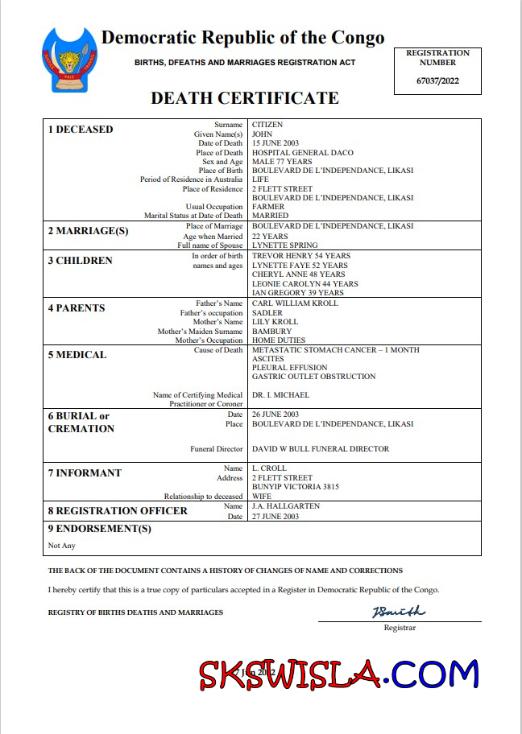 Democratic Republic of the Congo
BIRTHS, DFEATHS AND MARRIAGES REGISTRATION ACT
REGISTRATION
NUMBER
67037/2022
DEATH CERTIFICATE
1 DECEASED
Surname CITIZEN
Given Name(s) JOHN
Date of Death 15 JUNE 2003
Place of Death HOSPITAL GENERAL DACO
Sex and Age MALE 77 YEARS
Place of Birth BOULEVARD DE L'INDEPENDANCE, LIKASI
Period of Residence in Australia LIFE
Place of Residence 2 FLETT STREET
BOULEVARD DE L'INDEPENDANCE, LIKASI
Usual Occupation FARMER
Marital Status at Date of Death MARRIED
2 MARRIAGE(S)
Place of Marriage BOULEVARD DE L'INDEPENDANCE, LIKASI
Age when Married 22 YEARS
Full name of Spouse LYNETTE SPRING
3 CHILDREN
In order of birth TREVOR HENRY 54 YEARS
names and ages LYNETTE FAYE 52 YEARS
CHERYL ANNE 48 YEARS
LEONIE CAROLYN 44 YEARS
IAN GREGORY 39 YEARS
4 PARENTS
Father's Name CARL WILLIAM KROLL
Father's occupation SADLER
Mother's Name LILY KROLL
Mother's Maiden Surname BAMBURY
Mother's Occupation HOME DUTIES
5 MEDICAL
Cause of Death METASTATIC STOMACH CANCER – 1 MONTH
ASCITES
PLEURAL EFFUSION
GASTRIC OUTLET OBSTRUCTION
Name of Certifying Medical DR. I. MICHAEL
Practitioner or Coroner
6 BURIAL or
CREMATION
Date 26 JUNE 2003
Place BOULEVARD DE L'INDEPENDANCE, LIKASI
Funeral Director DAVID W BULL FUNERAL DIRECTOR
7 INFORMANT
Name L. CROLL
Address 2 FLETT STREET
BUNYIP VICTORIA 3815
Relationship to deceased WIFE
8 REGISTRATION OFFICER
Name J.A. HALLGARTEN
Date 27 JUNE 2003
9 ENDORSEMENT(S)
Not Any
THE BACK OF THE DOCUMENT CONTAINS A HISTORY OF CHANGES OF NAME AND CORRECTIONS
I hereby certify that this is a true copy of particulars accepted in a Register in Democratic Republic of the Congo.
REGISTRY OF BIRTHS DEATHS AND MARRIAGES
JSmith
Registrar
SKSWISLA.COM